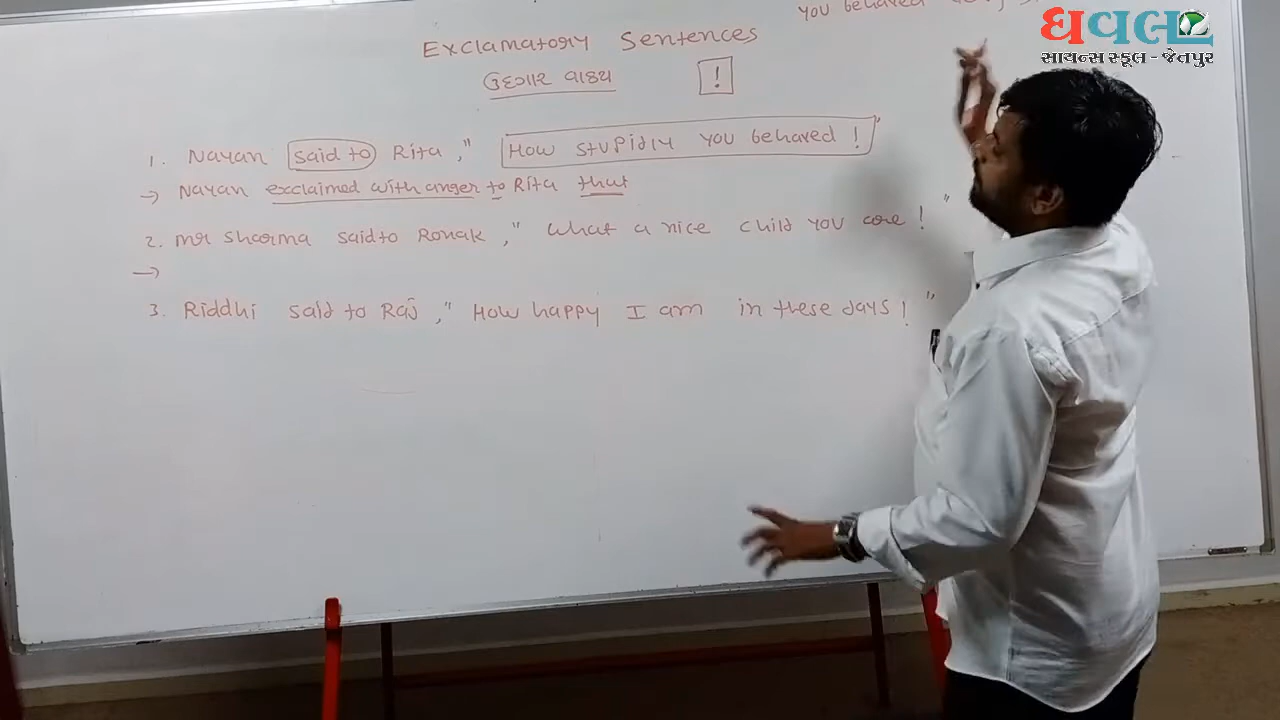 you behaved
ધવલ
સાયન્સ સ્કૂલ - જેતપુર
Exclamatory Sentences
ઉદગાર વાક્ય !
1. Nayan said to Rita," How stupidly you behaved ! "
→ Nayan exclaimed with anger to Rita that
2. Mr Sharma said to Ronak ," What a nice child you are ! "
→
3. Riddhi said to Raj ," How happy I am in these days ! "